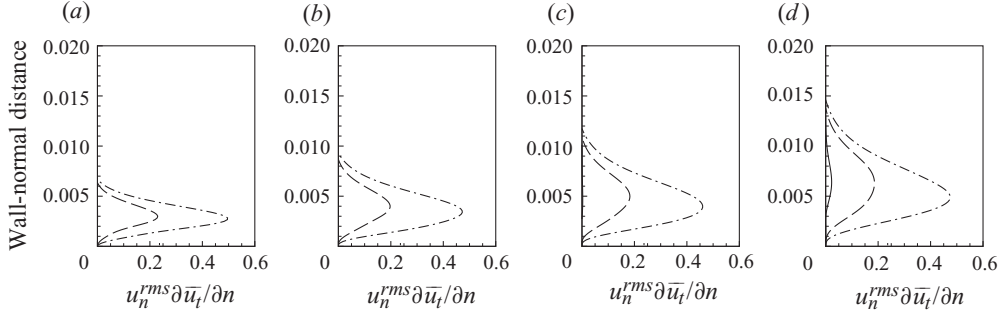 (a) (b) (c) (d)
Wall-normal distance
0.020 0.020 0.020 0.020
0.015 0.015 0.015 0.015
0.010 0.010 0.010 0.010
0.005 0.005 0.005 0.005
0 0.2 0.4 0.6 0 0.2 0.4 0.6 0 0.2 0.4 0.6 0 0.2 0.4 0.6
u_n^{rms} ∂\overline{u_t}/∂n u_n^{rms} ∂\overline{u_t}/∂n u_n^{rms} ∂\overline{u_t}/∂n u_n^{rms} ∂\overline{u_t}/∂n